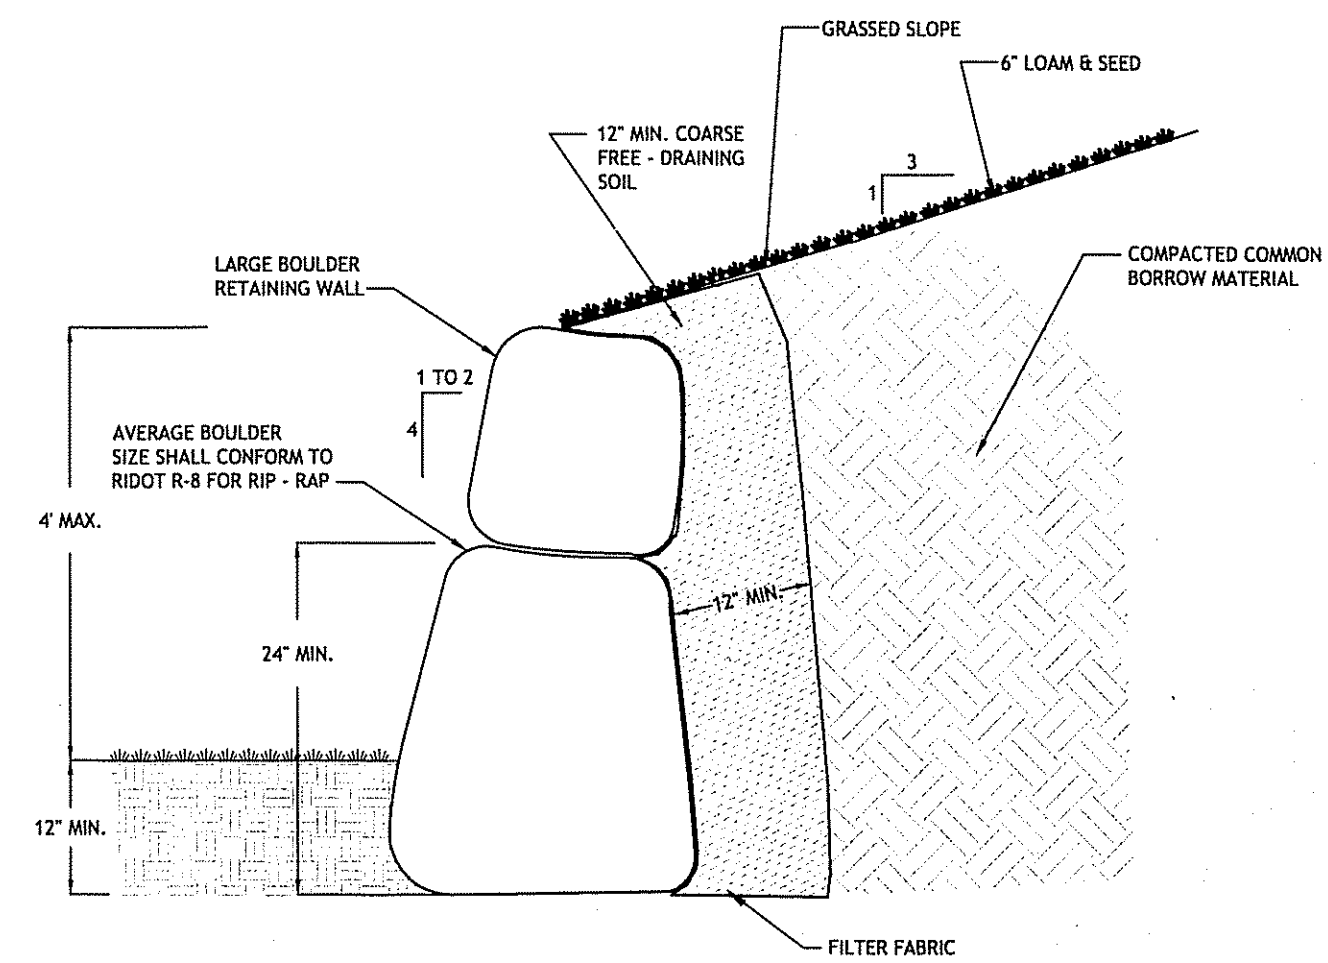 GRASSED SLOPE
6" LOAM & SEED
12" MIN. COARSE
FREE - DRAINING
SOIL
3
1
COMPACTED COMMON
BORROW MATERIAL
LARGE BOULDER
RETAINING WALL
1 TO 2
4
AVERAGE BOULDER
SIZE SHALL CONFORM TO
RIDOT R-8 FOR RIP - RAP
4' MAX.
12" MIN.
24" MIN.
12" MIN.
FILTER FABRIC